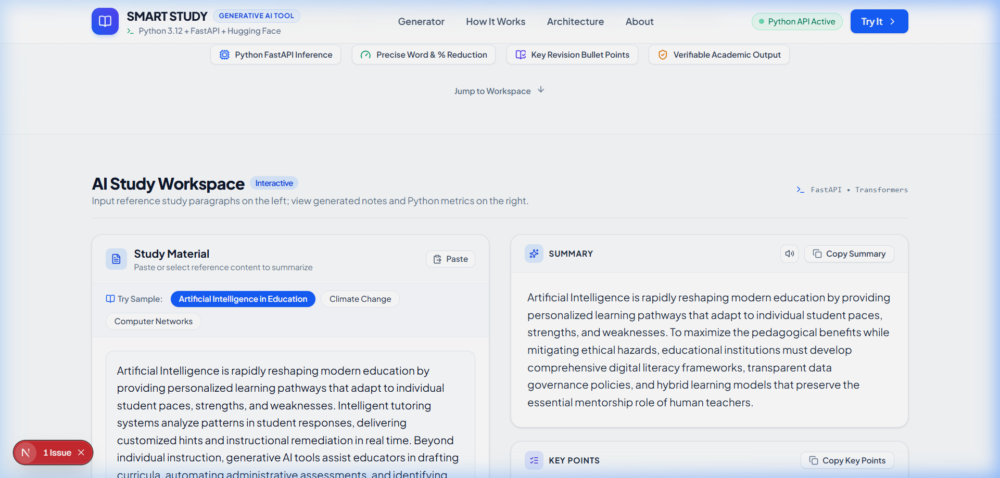 SMART STUDY GENERATIVE AI TOOL
Python 3.12 + FastAPI + Hugging Face
Generator How It Works Architecture About
Python API Active
Try It
Python FastAPI Inference
Precise Word & % Reduction
Key Revision Bullet Points
Verifiable Academic Output
Jump to Workspace
AI Study Workspace Interactive
Input reference study paragraphs on the left; view generated notes and Python metrics on the right.
FastAPI • Transformers
Study Material
Paste or select reference content to summarize
Paste
Try Sample: Artificial Intelligence in Education Climate Change
Computer Networks
Artificial Intelligence is rapidly reshaping modern education by
providing personalized learning pathways that adapt to individual
student paces, strengths, and weaknesses. Intelligent tutoring
systems analyze patterns in student responses, delivering
customized hints and instructional remediation in real time. Beyond
individual instruction, generative AI tools assist educators in drafting
curricula, automating administrative assessments, and identifying
SUMMARY
Copy Summary
Artificial Intelligence is rapidly reshaping modern education by providing
personalized learning pathways that adapt to individual student paces,
strengths, and weaknesses. To maximize the pedagogical benefits while
mitigating ethical hazards, educational institutions must develop
comprehensive digital literacy frameworks, transparent data
governance policies, and hybrid learning models that preserve the
essential mentorship role of human teachers.
KEY POINTS
Copy Key Points
N 1 Issue